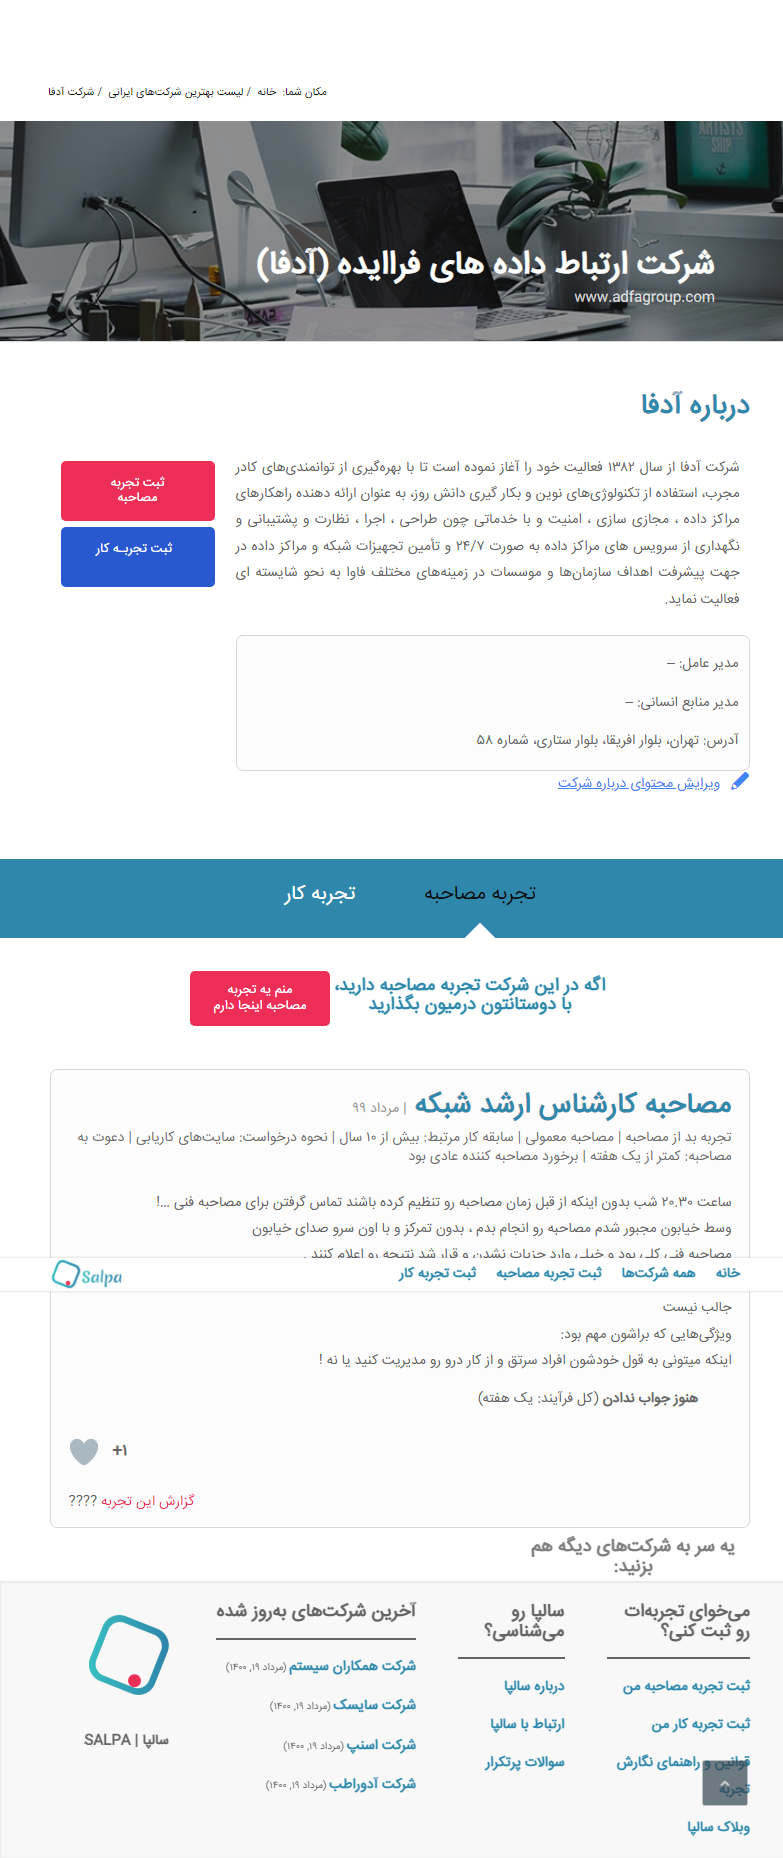 مکان شما: خانه / لیست بهترین شرکت‌های ایرانی / شرکت آدفا
ARTISTS
SHIP
شرکت ارتباط داده های فراایده (آدفا)
www.adfagroup.com
درباره آدفا
شرکت آدفا از سال ۱۳۸۲ فعالیت خود را آغاز نموده است تا با بهره‌گیری از توانمندی‌های کادر
مجرب، استفاده از تکنولوژی‌های نوین و بکار گیری دانش روز، به عنوان ارائه دهنده راهکارهای
مراکز داده ، مجازی سازی ، امنیت و با خدماتی چون طراحی ، اجرا ، نظارت و پشتیبانی و
نگهداری از سرویس های مراکز داده به صورت ۲۴/۷ و تأمین تجهیزات شبکه و مراکز داده در
جهت پیشرفت اهداف سازمان‌ها و موسسات در زمینه‌های مختلف فاوا به نحو شایسته ای
فعالیت نماید.
ثبت تجربه
مصاحبه
ثبت تجربـه کار
مدیر عامل: –
مدیر منابع انسانی: –
آدرس: تهران، بلوار افریقا، بلوار ستاری، شماره ۵۸
ویرایش محتوای درباره شرکت
تجربه مصاحبه
تجربه کار
اگه در این شرکت تجربه مصاحبه دارید،
با دوستانتون درمیون بگذارید
منم یه تجربه
مصاحبه اینجا دارم
مصاحبه کارشناس ارشد شبکه | مرداد ۹۹
تجربه بد از مصاحبه | مصاحبه معمولی | سابقه کار مرتبط: بیش از ۱۰ سال | نحوه درخواست: سایت‌های کاریابی | دعوت به
مصاحبه: کمتر از یک هفته | برخورد مصاحبه کننده عادی بود
ساعت ۲۰.۳۰ شب بدون اینکه از قبل زمان مصاحبه رو تنظیم کرده باشند تماس گرفتن برای مصاحبه فنی …!
وسط خیابون مجبور شدم مصاحبه رو انجام بدم ، بدون تمرکز و با اون سرو صدای خیابون
مصاحبه فنی کلی بود و خیلی وارد جزیات نشدن و قرار شد نتیجه رو اعلام کنند .
خانه
همه شرکت‌ها
ثبت تجربه مصاحبه
ثبت تجربه کار
Salpa
جالب نیست
ویژگی‌هایی که براشون مهم بود:
اینکه میتونی به قول خودشون افراد سرتق و از کار درو رو مدیریت کنید یا نه !
هنوز جواب ندادن (کل فرآیند: یک هفته)
+۱
گزارش این تجربه ????
یه سر به شرکت‌های دیگه هم
بزنید:
می‌خوای تجربه‌ات
رو ثبت کنی؟
ثبت تجربه مصاحبه من
ثبت تجربه کار من
قوانین و راهنمای نگارش
تجربه
وبلاک سالپا
سالپا رو
می‌شناسی؟
درباره سالپا
ارتباط با سالپا
سوالات پرتکرار
آخرین شرکت‌های به‌روز شده
شرکت همکاران سیستم (مرداد ۱۹, ۱۴۰۰)
شرکت سایسک (مرداد ۱۹, ۱۴۰۰)
شرکت اسنپ (مرداد ۱۹, ۱۴۰۰)
شرکت آدوراطب (مرداد ۱۹, ۱۴۰۰)
سالپا | SALPA